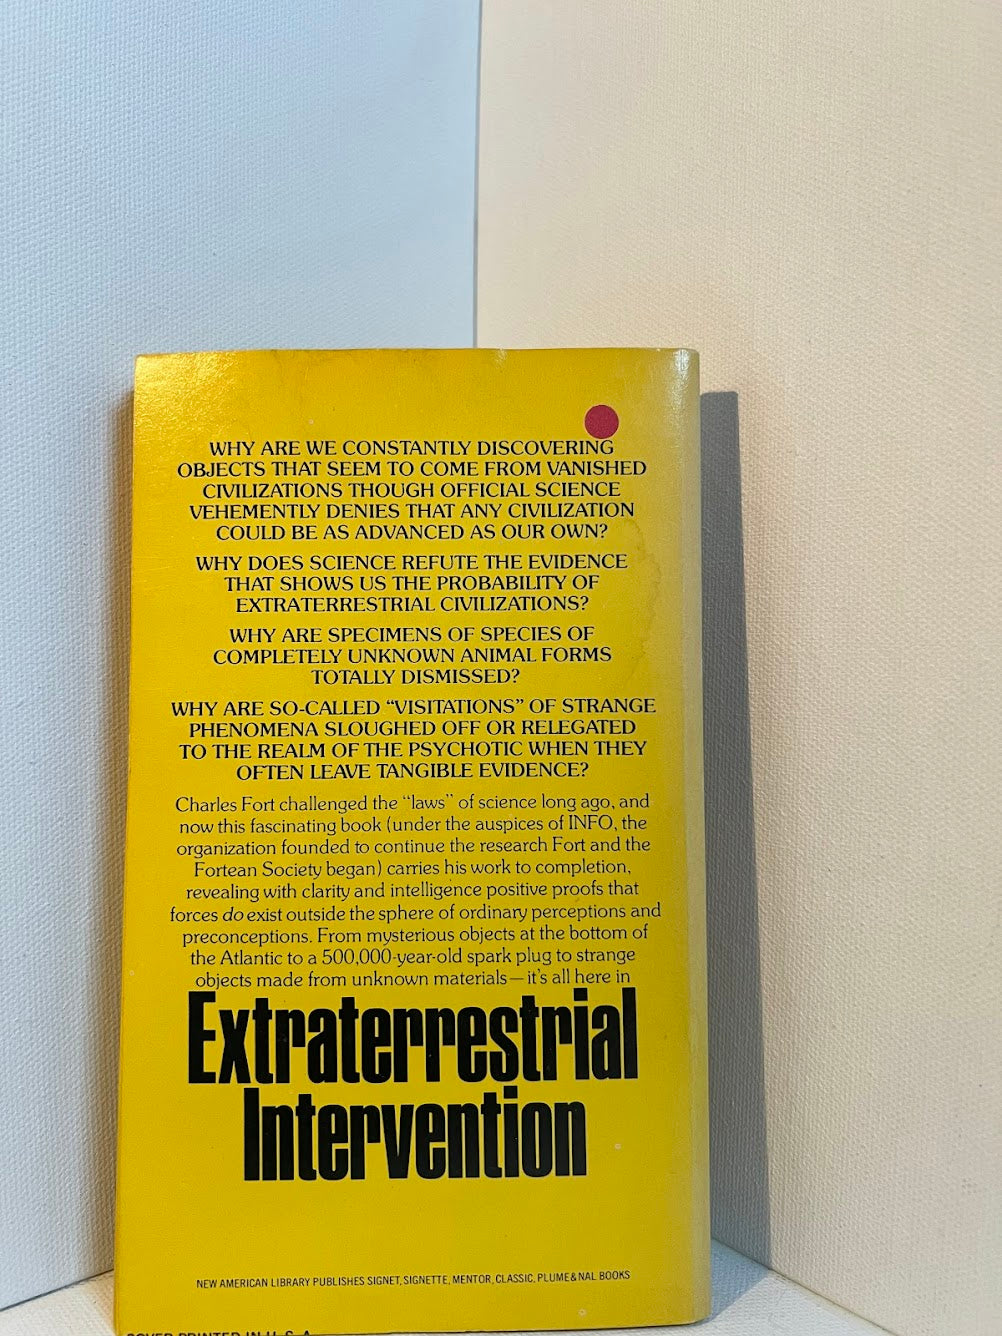 WHY ARE WE CONSTANTLY DISCOVERING
OBJECTS THAT SEEM TO COME FROM VANISHED
CIVILIZATIONS THOUGH OFFICIAL SCIENCE
VEHEMENTLY DENIES THAT ANY CIVILIZATION
COULD BE AS ADVANCED AS OUR OWN?
WHY DOES SCIENCE REFUTE THE EVIDENCE
THAT SHOWS US THE PROBABILITY OF
EXTRATERRESTRIAL CIVILIZATIONS?
WHY ARE SPECIMENS OF SPECIES OF
COMPLETELY UNKNOWN ANIMAL FORMS
TOTALLY DISMISSED?
WHY ARE SO-CALLED “VISITATIONS” OF STRANGE
PHENOMENA SLOUGHED OFF OR RELEGATED
TO THE REALM OF THE PSYCHOTIC WHEN THEY
OFTEN LEAVE TANGIBLE EVIDENCE?
Charles Fort challenged the “laws” of science long ago, and
now this fascinating book (under the auspices of INFO, the
organization founded to continue the research Fort and the
Fortean Society began) carries his work to completion,
revealing with clarity and intelligence positive proofs that
forces do exist outside the sphere of ordinary perceptions and
preconceptions. From mysterious objects at the bottom of
the Atlantic to a 500,000-year-old spark plug to strange
objects made from unknown materials—it's all here in
Extraterrestrial
Intervention
NEW AMERICAN LIBRARY PUBLISHES SIGNET, SIGNETTE, MENTOR, CLASSIC, PLUME & NAL BOOKS
COVER PRINTED IN U.S.A.